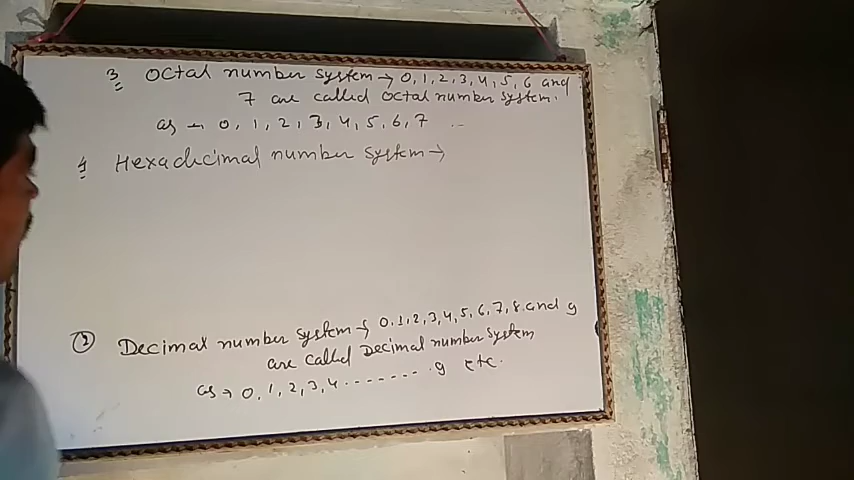 3 Octal number system → 0, 1, 2, 3, 4, 5, 6 and
7 are called octal number system.
as → 0, 1, 2, 3, 4, 5, 6, 7 ..
4 Hexadicimal number system →
② Decimal number system → 0, 1, 2, 3, 4, 5, 6, 7, 8 and 9
are called Decimal number system
as → 0, 1, 2, 3, 4 ........ 9 etc.